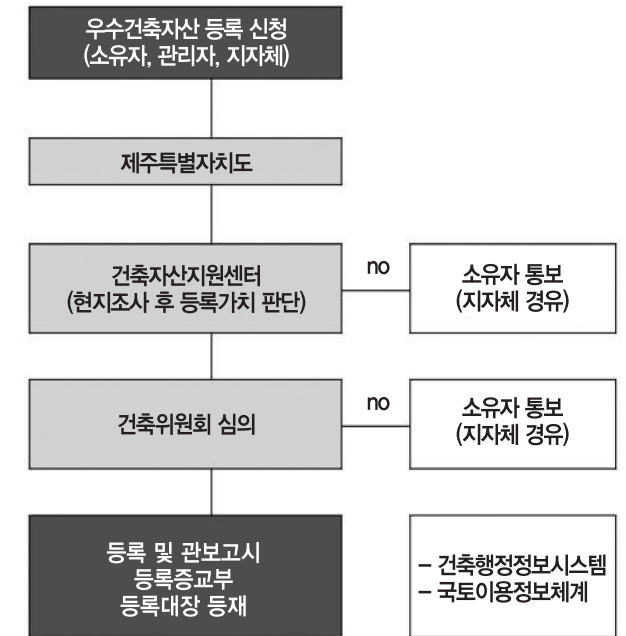 우수건축자산 등록 신청
(소유자, 관리자, 지자체)
제주특별자치도
건축자산지원센터
(현지조사 후 등록가치 판단)
no
소유자 통보
(지자체 경유)
건축위원회 심의
no
소유자 통보
(지자체 경유)
등록 및 관보고시
등록증교부
등록대장 등재
– 건축행정정보시스템
– 국토이용정보체계